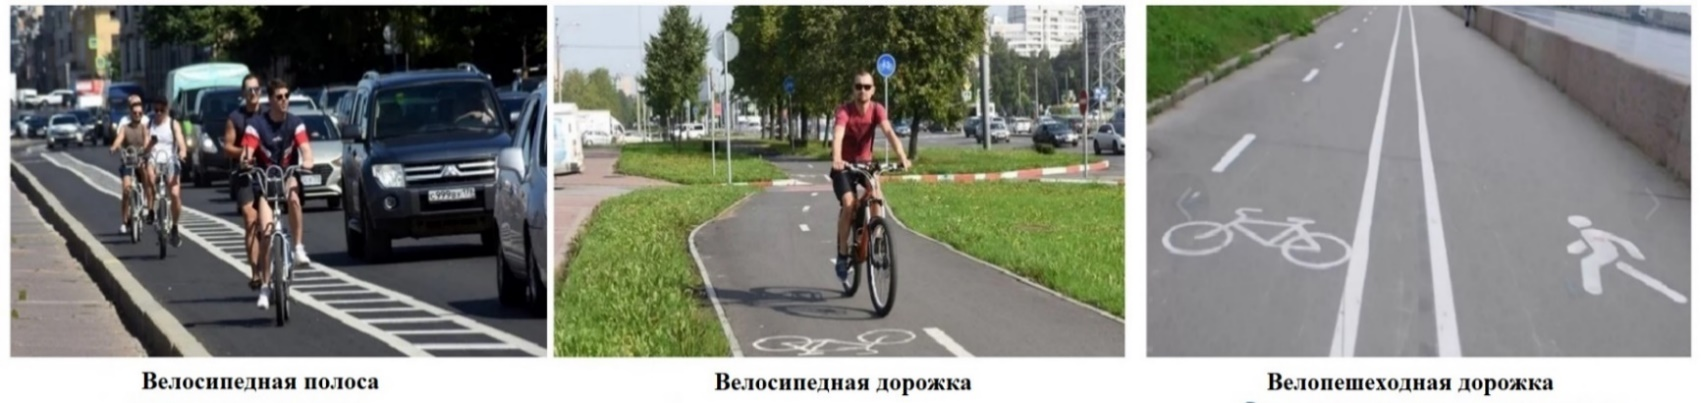 Велосипедная полоса
Велосипедная дорожка
Велопешеходная дорожка